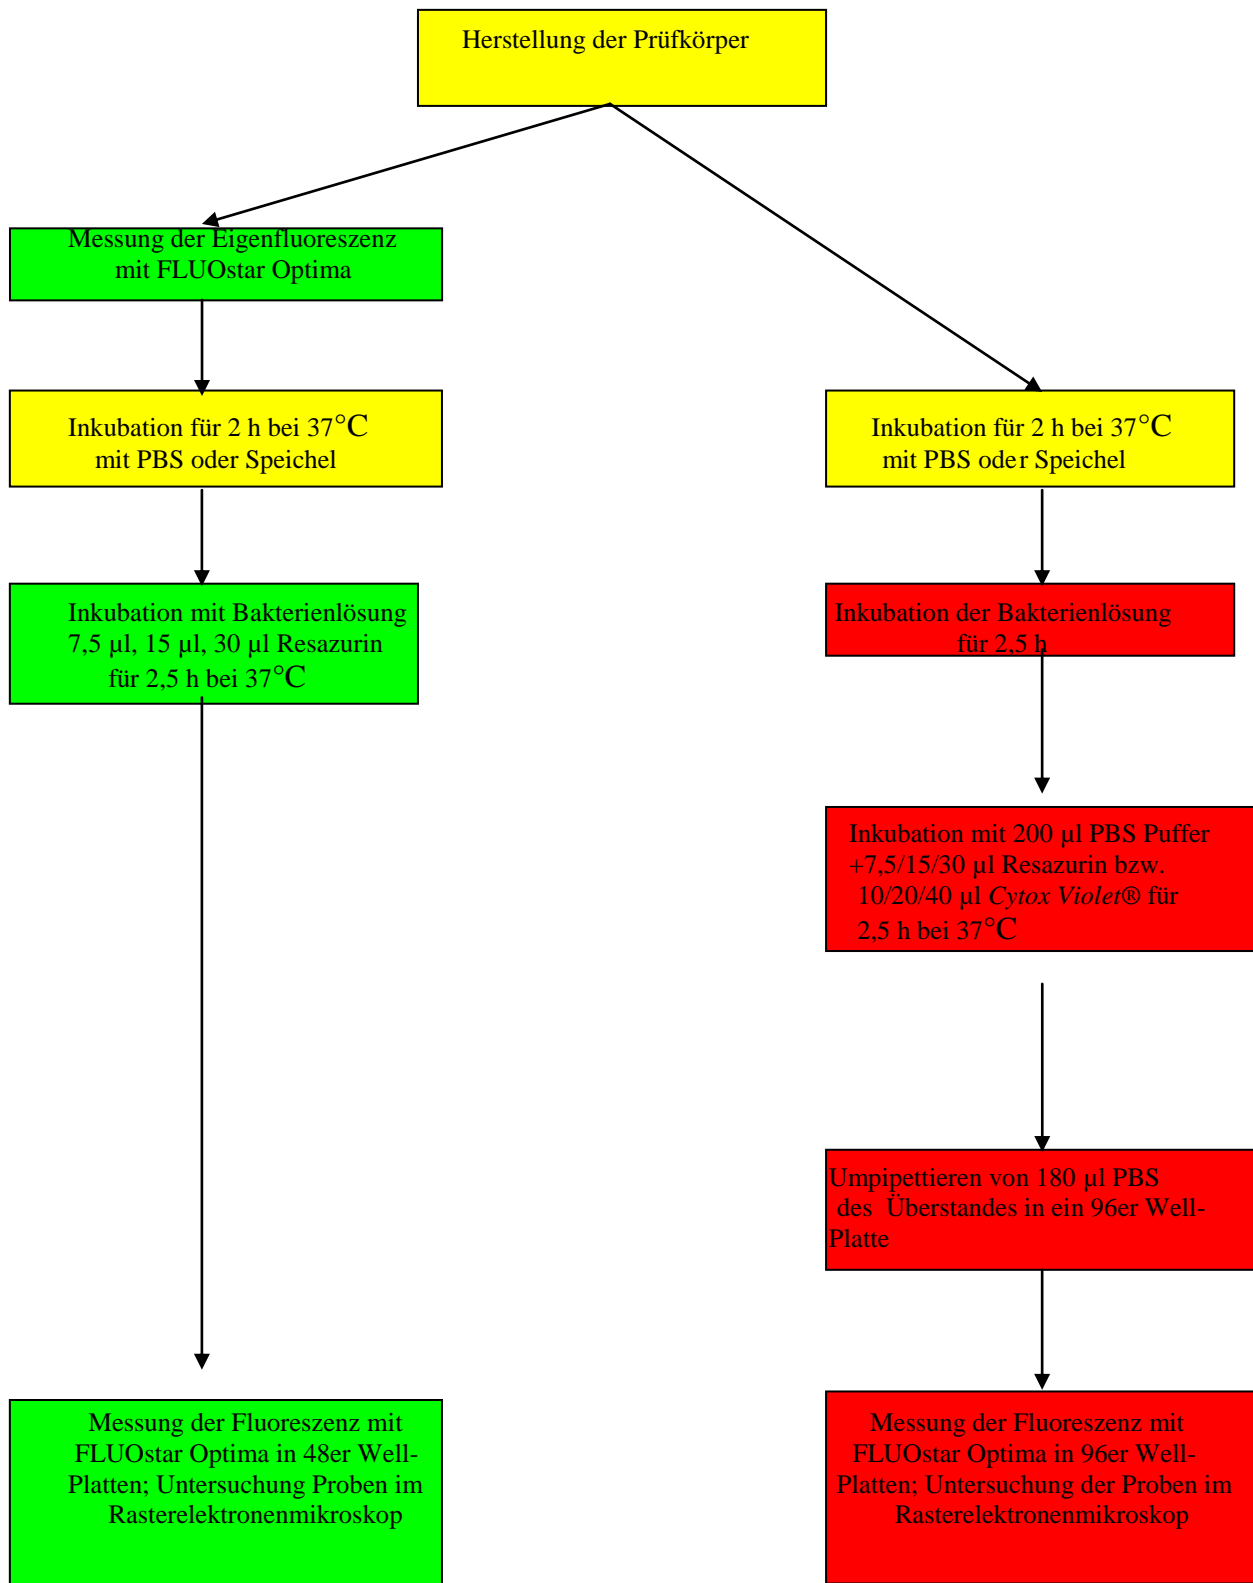 Herstellung der Prüfkörper
Messung der Eigenfluoreszenz
mit FLUOstar Optima
Inkubation für 2 h bei 37°C
mit PBS oder Speichel
Inkubation für 2 h bei 37°C
mit PBS oder Speichel
Inkubation mit Bakterienlösung
7,5 µl, 15 µl, 30 µl Resazurin
für 2,5 h bei 37°C
Inkubation der Bakterienlösung
für 2,5 h
Inkubation mit 200 µl PBS Puffer
+7,5/15/30 µl Resazurin bzw.
10/20/40 µl Cytox Violet® für
2,5 h bei 37°C
Umpipettieren von 180 µl PBS
des Überstandes in ein 96er Well-
Platte
Messung der Fluoreszenz mit
FLUOstar Optima in 48er Well-
Platten; Untersuchung Proben im
Rasterelektronenmikroskop
Messung der Fluoreszenz mit
FLUOstar Optima in 96er Well-
Platten; Untersuchung der Proben im
Rasterelektronenmikroskop